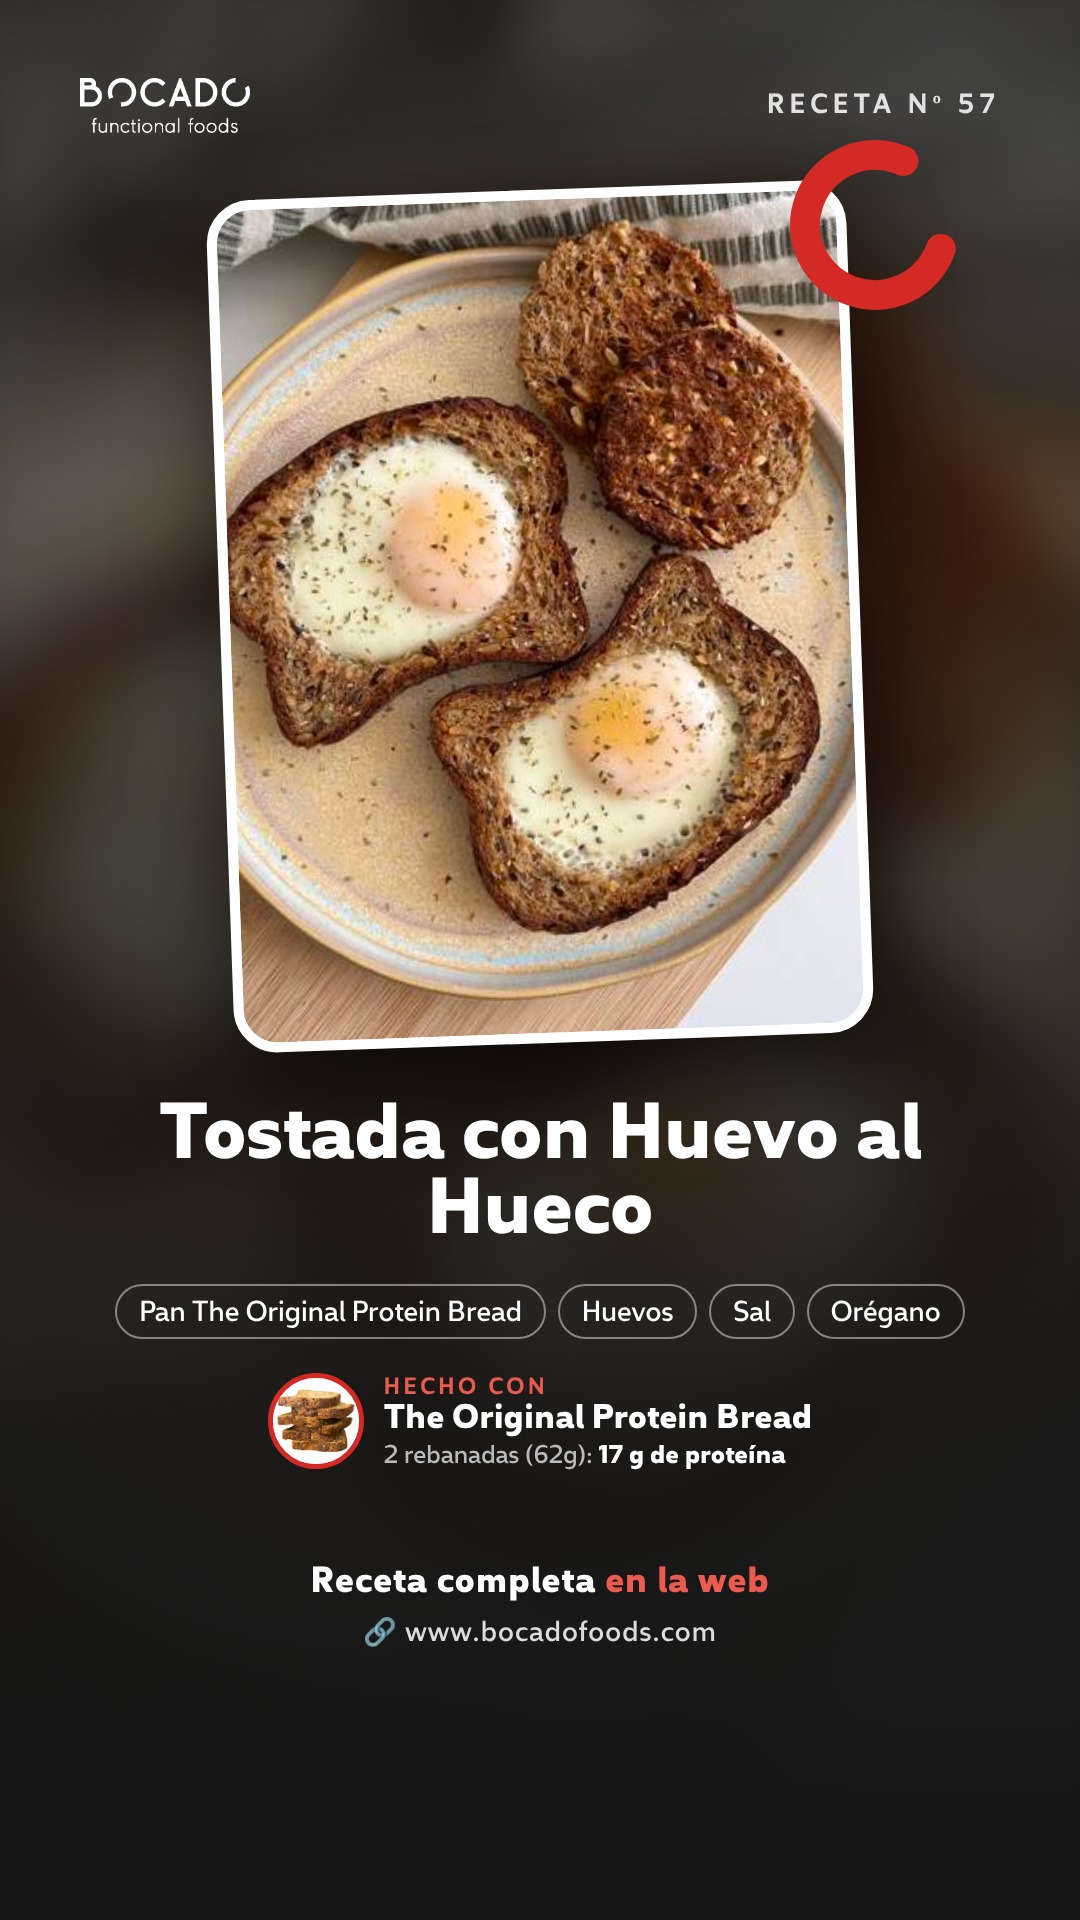 BOCADO
functional foods
RECETA Nº 57
Tostada con Huevo al
Hueco
Pan The Original Protein Bread
Huevos
Sal
Orégano
HECHO CON
The Original Protein Bread
2 rebanadas (62g): 17 g de proteína
Receta completa en la web
🔗 www.bocadofoods.com